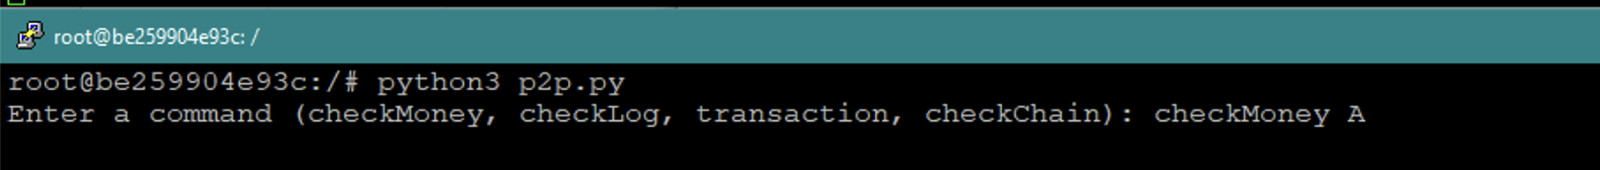 root@be259904e93c: /
root@be259904e93c:/# python3 p2p.py
Enter a command (checkMoney, checkLog, transaction, checkChain): checkMoney A